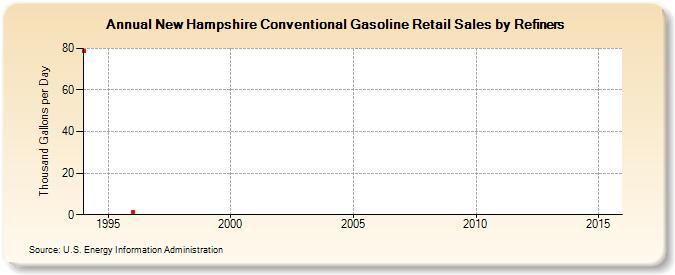 Annual New Hampshire Conventional Gasoline Retail Sales by Refiners
Thousand Gallons per Day
80
60
40
20
0
1995 2000 2005 2010 2015
Source: U.S. Energy Information Administration